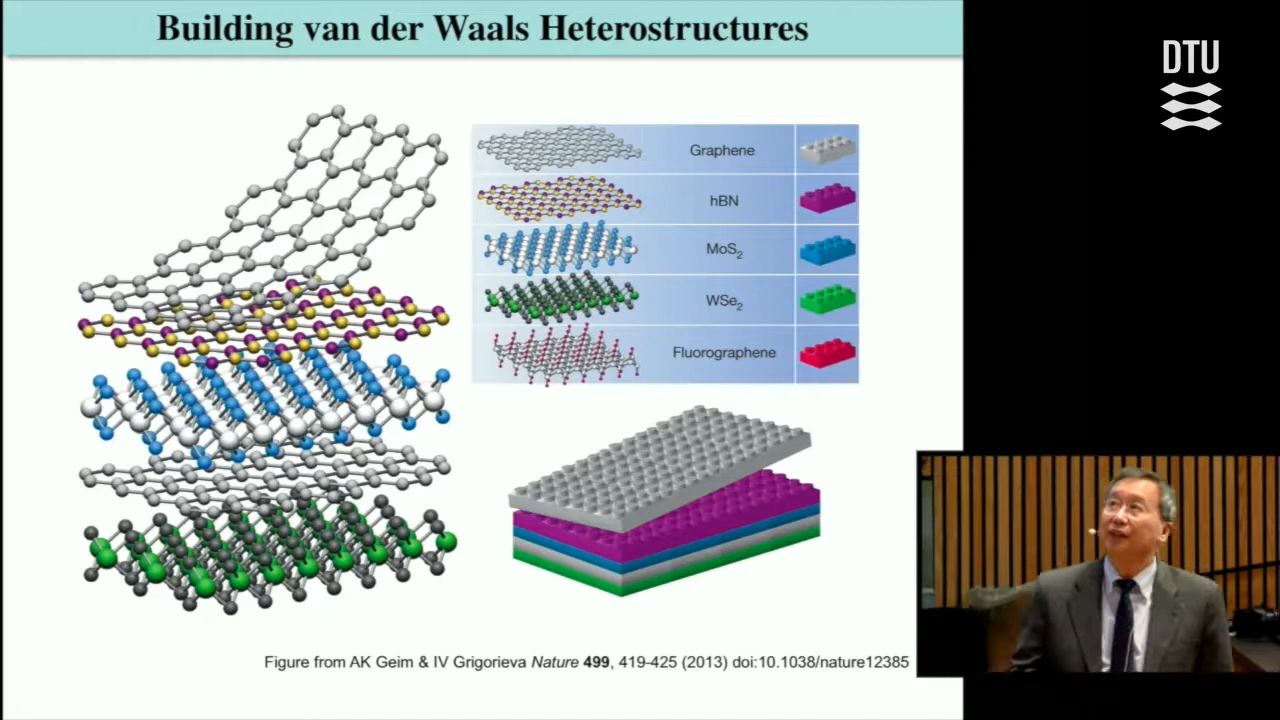 Building van der Waals Heterostructures
DTU
Graphene
hBN
MoS2
WSe2
Fluorographene
Figure from AK Geim & IV Grigorieva Nature 499, 419-425 (2013) doi:10.1038/nature12385